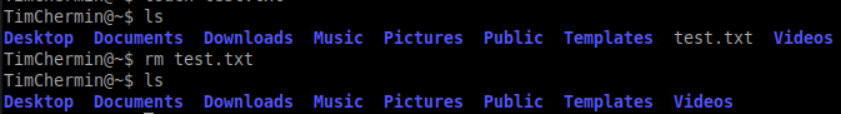 TimChermin@~$ ls
Desktop Documents Downloads Music Pictures Public Templates test.txt Videos
TimChermin@~$ rm test.txt
TimChermin@~$ ls
Desktop Documents Downloads Music Pictures Public Templates Videos